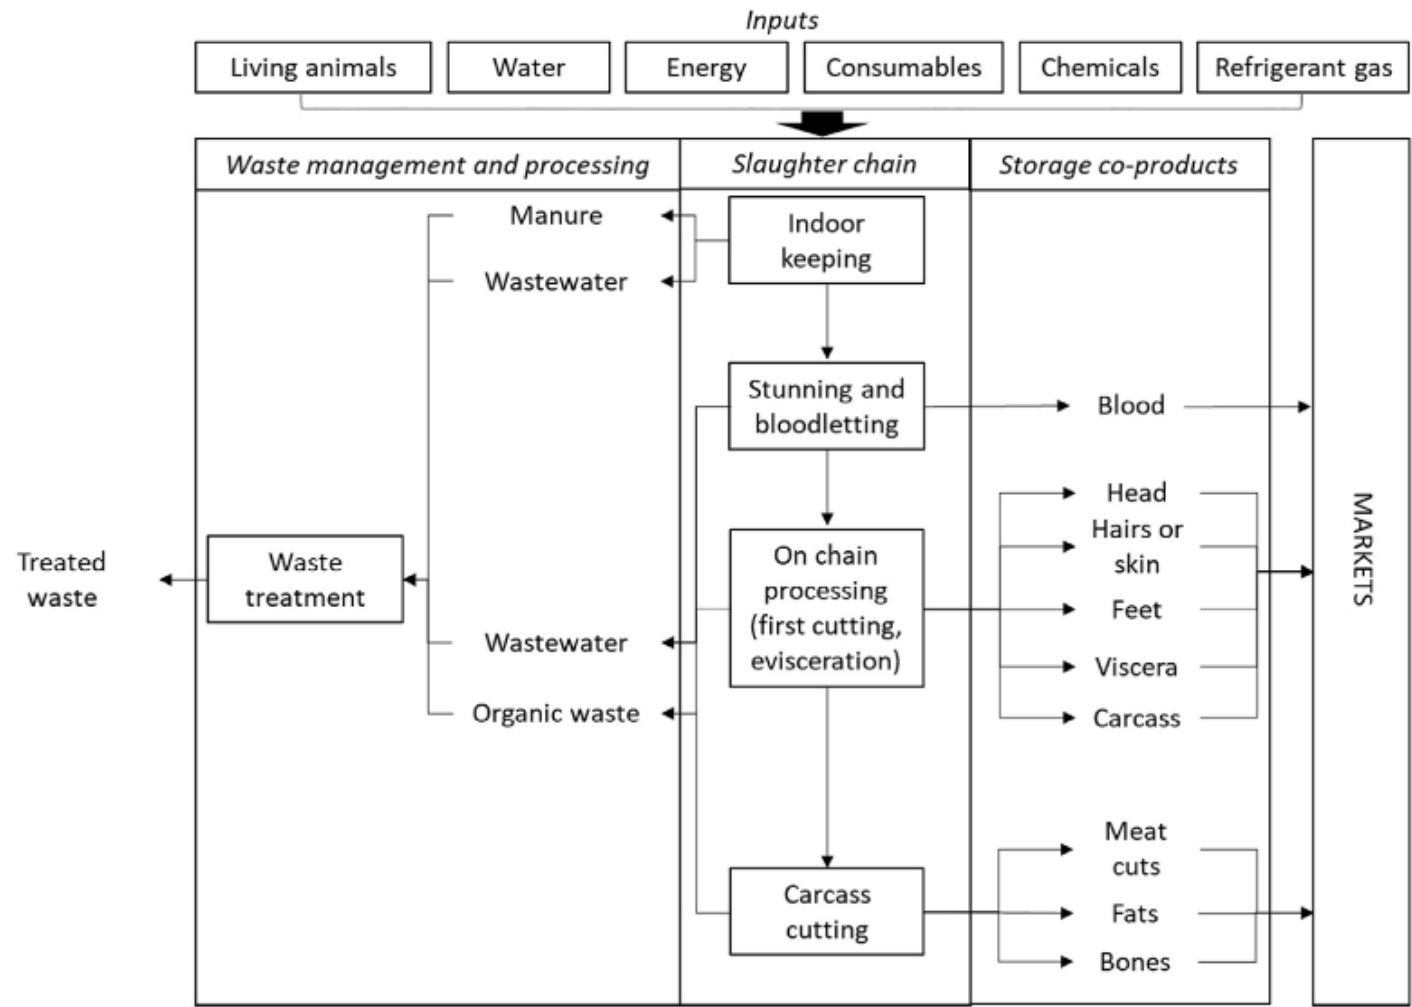 Inputs
Living animals
Water
Energy
Consumables
Chemicals
Refrigerant gas
Waste management and processing
Slaughter chain
Storage co-products
Manure
Wastewater
Indoor
keeping
Stunning and
bloodletting
Blood
Treated
waste
Waste
treatment
Wastewater
Organic waste
On chain
processing
(first cutting,
evisceration)
Head
Hairs or
skin
Feet
Viscera
Carcass
Carcass
cutting
Meat
cuts
Fats
Bones
MARKETS